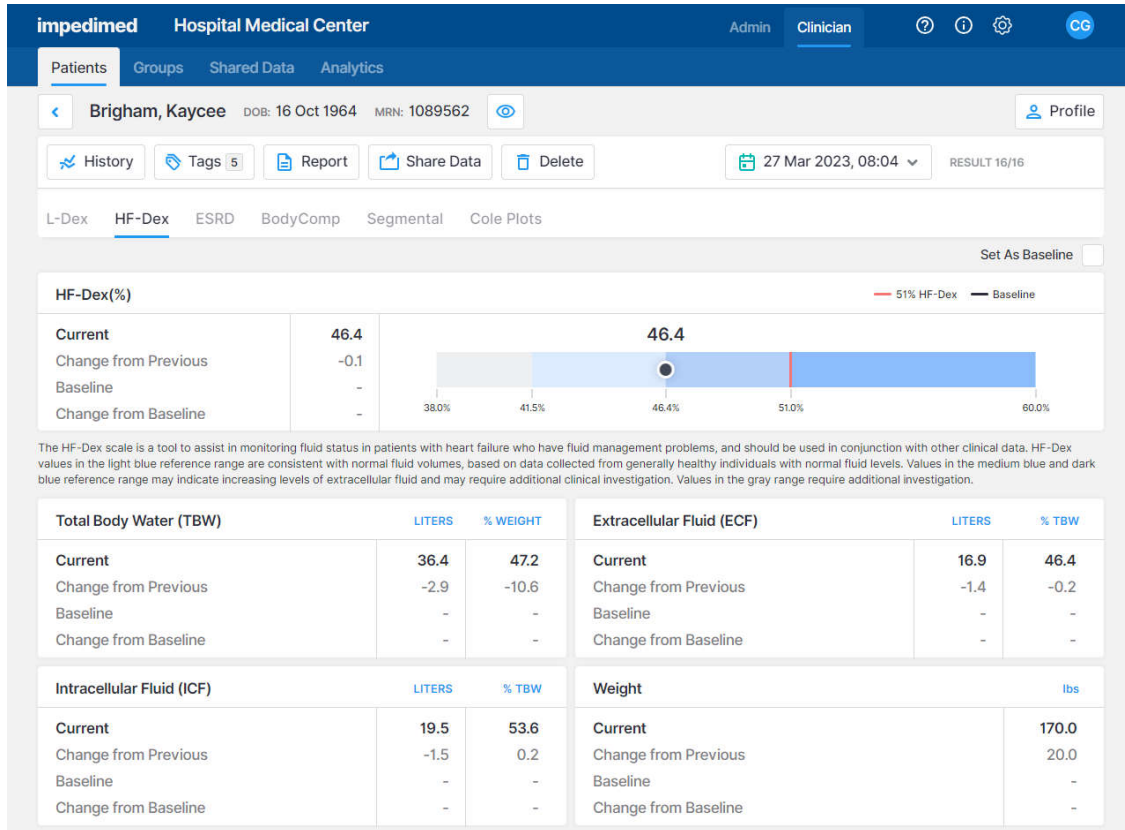 impedimed Hospital Medical Center Admin Clinician CG
Patients Groups Shared Data Analytics
Brigham, Kaycee DOB: 16 Oct 1964 MRN: 1089562 Profile
History Tags 5 Report Share Data Delete 27 Mar 2023, 08:04 RESULT 16/16
L-Dex HF-Dex ESRD BodyComp Segmental Cole Plots
Set As Baseline
HF-Dex(%) 51% HF-Dex Baseline
Current 46.4 46.4
Change from Previous -0.1
Baseline -
Change from Baseline -
38.0% 41.5% 46.4% 51.0% 60.0%
The HF-Dex scale is a tool to assist in monitoring fluid status in patients with heart failure who have fluid management problems, and should be used in conjunction with other clinical data. HF-Dex
values in the light blue reference range are consistent with normal fluid volumes, based on data collected from generally healthy individuals with normal fluid levels. Values in the medium blue and dark
blue reference range may indicate increasing levels of extracellular fluid and may require additional clinical investigation. Values in the gray range require additional investigation.
Total Body Water (TBW) LITERS % WEIGHT
Current 36.4 47.2
Change from Previous -2.9 -10.6
Baseline - -
Change from Baseline - -
Extracellular Fluid (ECF) LITERS % TBW
Current 16.9 46.4
Change from Previous -1.4 -0.2
Baseline - -
Change from Baseline - -
Intracellular Fluid (ICF) LITERS % TBW
Current 19.5 53.6
Change from Previous -1.5 0.2
Baseline - -
Change from Baseline - -
Weight lbs
Current 170.0
Change from Previous 20.0
Baseline -
Change from Baseline -